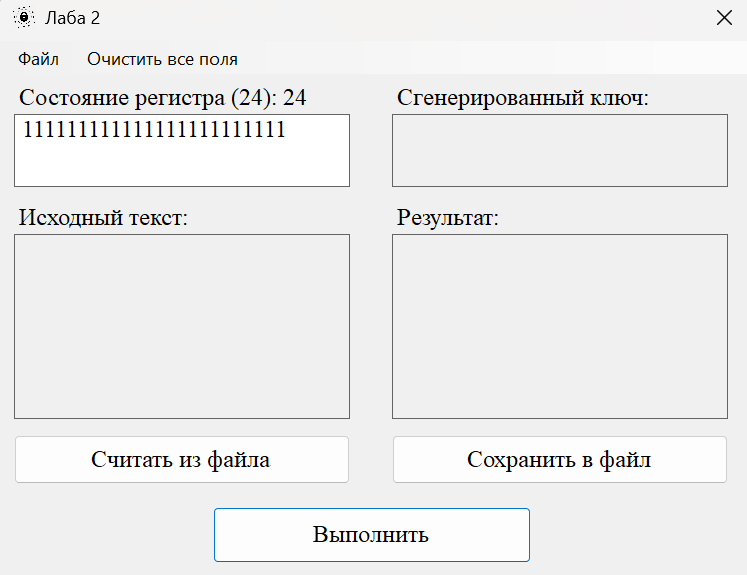 Лаба 2
Файл Очистить все поля
Состояние регистра (24): 24
111111111111111111111111
Сгенерированный ключ:
Исходный текст:
Результат:
Считать из файла
Сохранить в файл
Выполнить